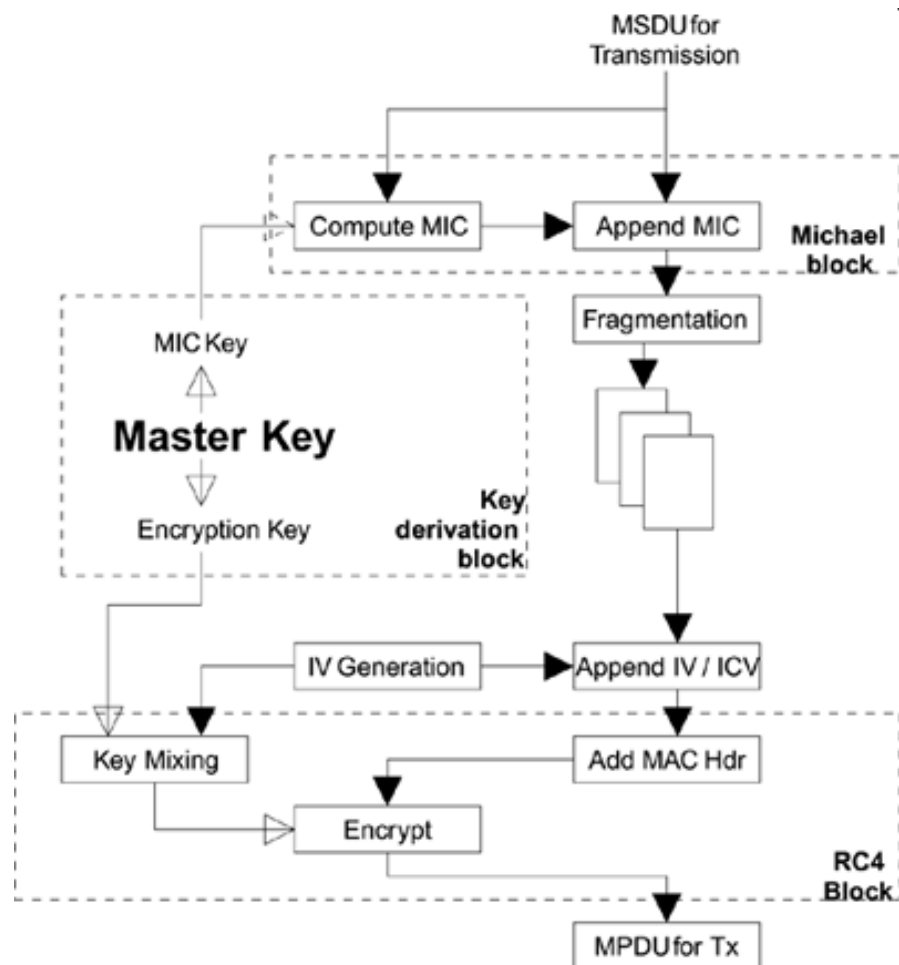 MSDU for
Transmission
Compute MIC
Append MIC
Michael
block
Fragmentation
MIC Key
Master Key
Encryption Key
Key
derivation
block
IV Generation
Append IV / ICV
Key Mixing
Add MAC Hdr
Encrypt
RC4
Block
MPDU for Tx